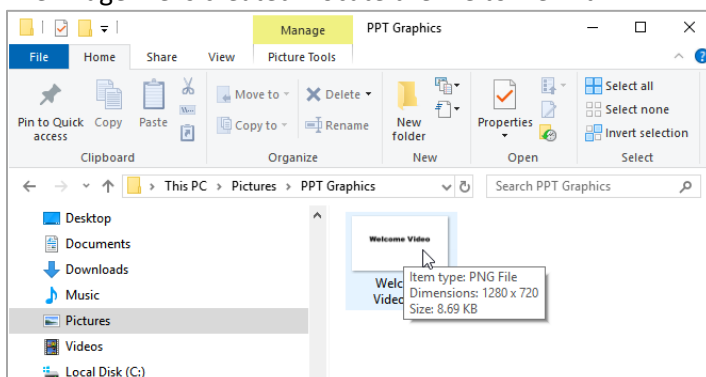 Manage
PPT Graphics
File
Home
Share
View
Picture Tools
Pin to Quick access
Copy
Paste
Move to
Copy to
Delete
Rename
New folder
Properties
Select all
Select none
Invert selection
Clipboard
Organize
New
Open
Select
This PC > Pictures > PPT Graphics
Search PPT Graphics
Desktop
Documents
Downloads
Music
Pictures
Videos
Local Disk (C:)
Welcome Video
Welc
Video
Item type: PNG File
Dimensions: 1280 x 720
Size: 8.69 KB